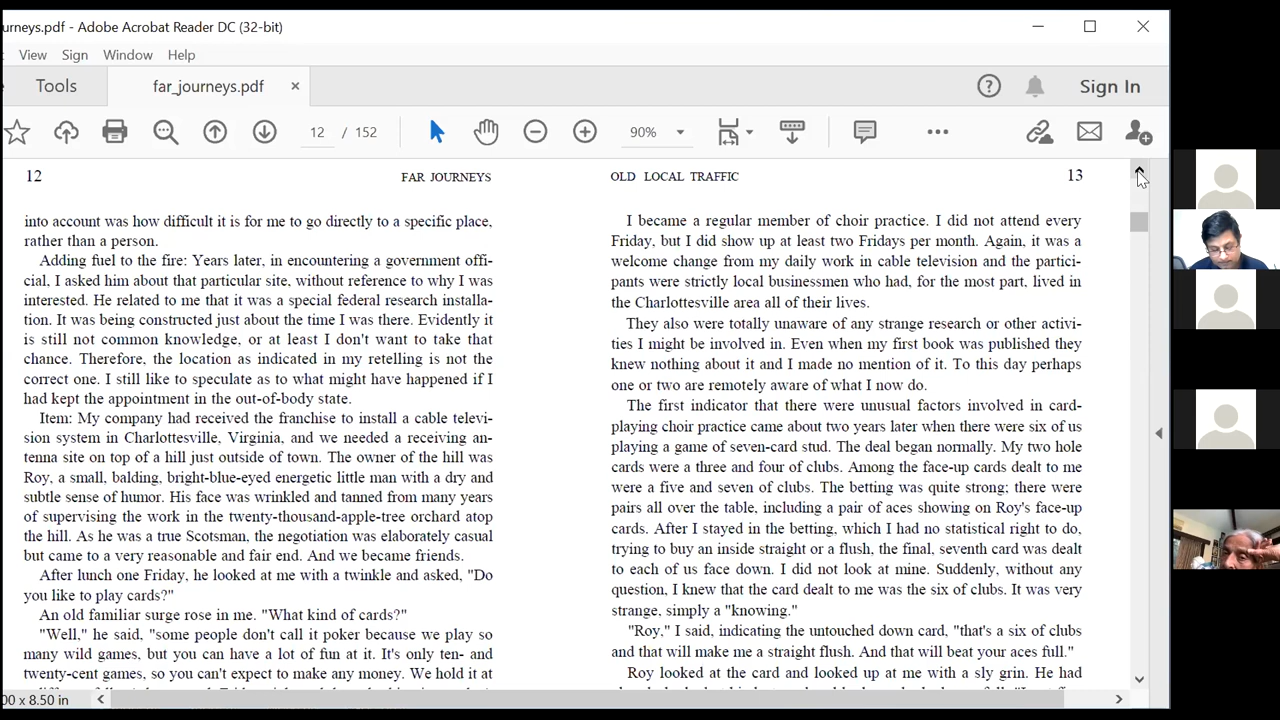 urneys.pdf - Adobe Acrobat Reader DC (32-bit)
View Sign Window Help
Tools
far_journeys.pdf
Sign In
12 / 152
90%
12 FAR JOURNEYS
into account was how difficult it is for me to go directly to a specific place,
rather than a person.
Adding fuel to the fire: Years later, in encountering a government offi-
cial, I asked him about that particular site, without reference to why I was
interested. He related to me that it was a special federal research installa-
tion. It was being constructed just about the time I was there. Evidently it
is still not common knowledge, or at least I don't want to take that
chance. Therefore, the location as indicated in my retelling is not the
correct one. I still like to speculate as to what might have happened if I
had kept the appointment in the out-of-body state.
Item: My company had received the franchise to install a cable televi-
sion system in Charlottesville, Virginia, and we needed a receiving an-
tenna site on top of a hill just outside of town. The owner of the hill was
Roy, a small, balding, bright-blue-eyed energetic little man with a dry and
subtle sense of humor. His face was wrinkled and tanned from many years
of supervising the work in the twenty-thousand-apple-tree orchard atop
the hill. As he was a true Scotsman, the negotiation was elaborately casual
but came to a very reasonable and fair end. And we became friends.
After lunch one Friday, he looked at me with a twinkle and asked, "Do
you like to play cards?"
An old familiar surge rose in me. "What kind of cards?"
"Well," he said, "some people don't call it poker because we play so
many wild games, but you can have a lot of fun at it. It's only ten- and
twenty-cent games, so you can't expect to make any money. We hold it at
OLD LOCAL TRAFFIC 13
I became a regular member of choir practice. I did not attend every
Friday, but I did show up at least two Fridays per month. Again, it was a
welcome change from my daily work in cable television and the partici-
pants were strictly local businessmen who had, for the most part, lived in
the Charlottesville area all of their lives.
They also were totally unaware of any strange research or other activi-
ties I might be involved in. Even when my first book was published they
knew nothing about it and I made no mention of it. To this day perhaps
one or two are remotely aware of what I now do.
The first indicator that there were unusual factors involved in card-
playing choir practice came about two years later when there were six of us
playing a game of seven-card stud. The deal began normally. My two hole
cards were a three and four of clubs. Among the face-up cards dealt to me
were a five and seven of clubs. The betting was quite strong; there were
pairs all over the table, including a pair of aces showing on Roy's face-up
cards. After I stayed in the betting, which I had no statistical right to do,
trying to buy an inside straight or a flush, the final, seventh card was dealt
to each of us face down. I did not look at mine. Suddenly, without any
question, I knew that the card dealt to me was the six of clubs. It was very
strange, simply a "knowing."
"Roy," I said, indicating the untouched down card, "that's a six of clubs
and that will make me a straight flush. And that will beat your aces full."
Roy looked at the card and looked up at me with a sly grin. He had
00 x 8.50 in